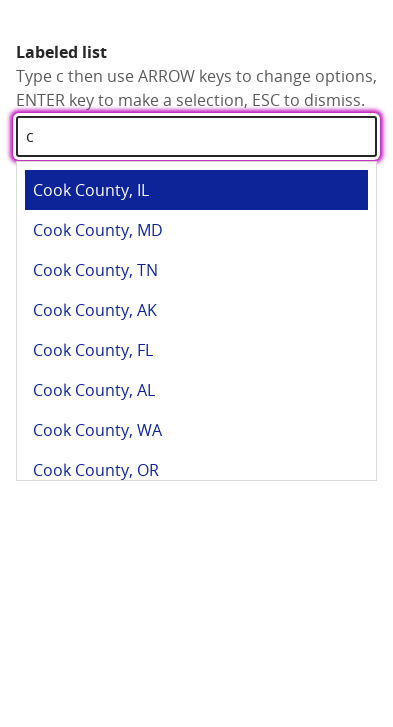 Labeled list
Type c then use ARROW keys to change options,
ENTER key to make a selection, ESC to dismiss.
c
Cook County, IL
Cook County, MD
Cook County, TN
Cook County, AK
Cook County, FL
Cook County, AL
Cook County, WA
Cook County, OR